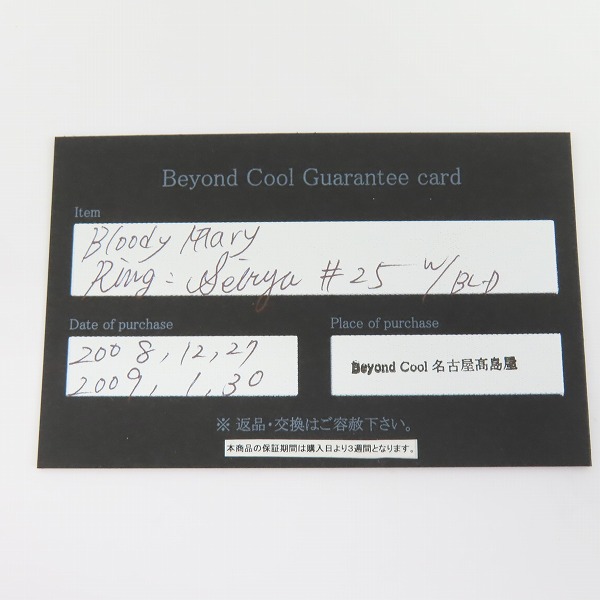 Beyond Cool Guarantee card
Item
Bloody Mary
Ring: Seirya #25 w/BLD
Date of purchase
Place of purchase
2008, 12, 27
2009, 1, 30
Beyond Cool 名古屋髙島屋
※ 返品・交換はご容赦下さい。
本商品の保証期間は購入日より3週間となります。